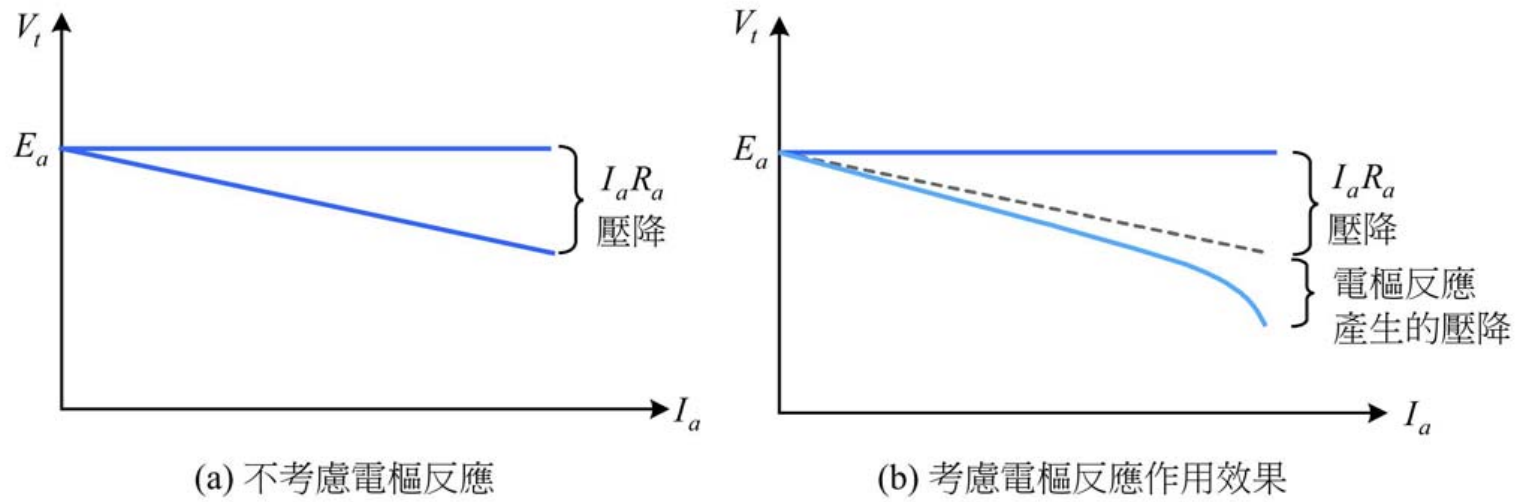 V_t
E_a
I_aR_a
壓降
I_a
(a) 不考慮電樞反應
V_t
E_a
I_aR_a
壓降
電樞反應
產生的壓降
I_a
(b) 考慮電樞反應作用效果